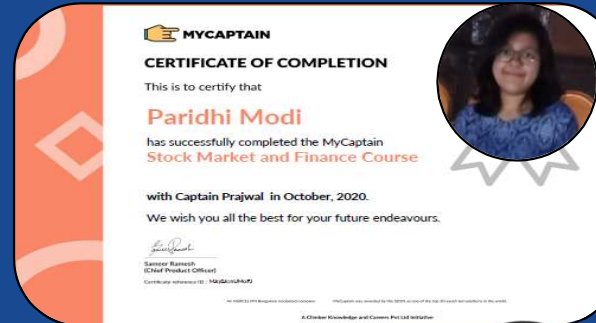 MYCAPTAIN
CERTIFICATE OF COMPLETION
This is to certify that
Paridhi Modi
has successfully completed the MyCaptain
Stock Market and Finance Course
with Captain Prajwal in October, 2020.
We wish you all the best for your future endeavours.
Sameer Ramesh
(Chief Product Officer)
Certificate reference ID :
A Climber Knowledge and Careers Pvt Ltd Initiative